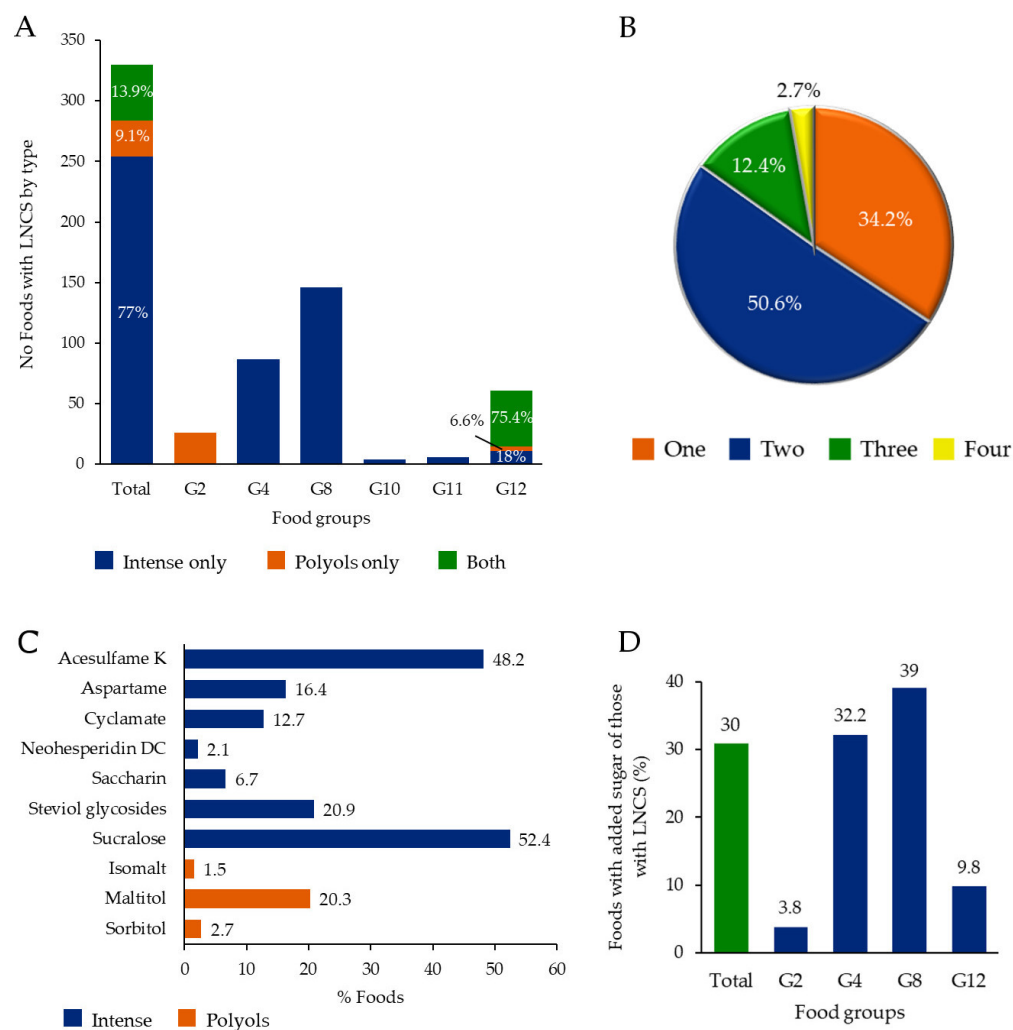 A
No Foods with LNCS by type
350
300
250
200
150
100
50
0
13.9%
9.1%
77%
6.6%
75.4%
18%
Total G2 G4 G8 G10 G11 G12
Food groups
Intense only Polyols only Both
B
2.7%
12.4%
34.2%
50.6%
One Two Three Four
C
Acesulfame K 48.2
Aspartame 16.4
Cyclamate 12.7
Neohesperidin DC 2.1
Saccharin 6.7
Steviol glycosides 20.9
Sucralose 52.4
Isomalt 1.5
Maltitol 20.3
Sorbitol 2.7
0 10 20 30 40 50 60
% Foods
Intense Polyols
D
Foods with added sugar of those
with LNCS (%)
40
30
20
10
0
30
3.8
32.2
39
9.8
Total G2 G4 G8 G12
Food groups